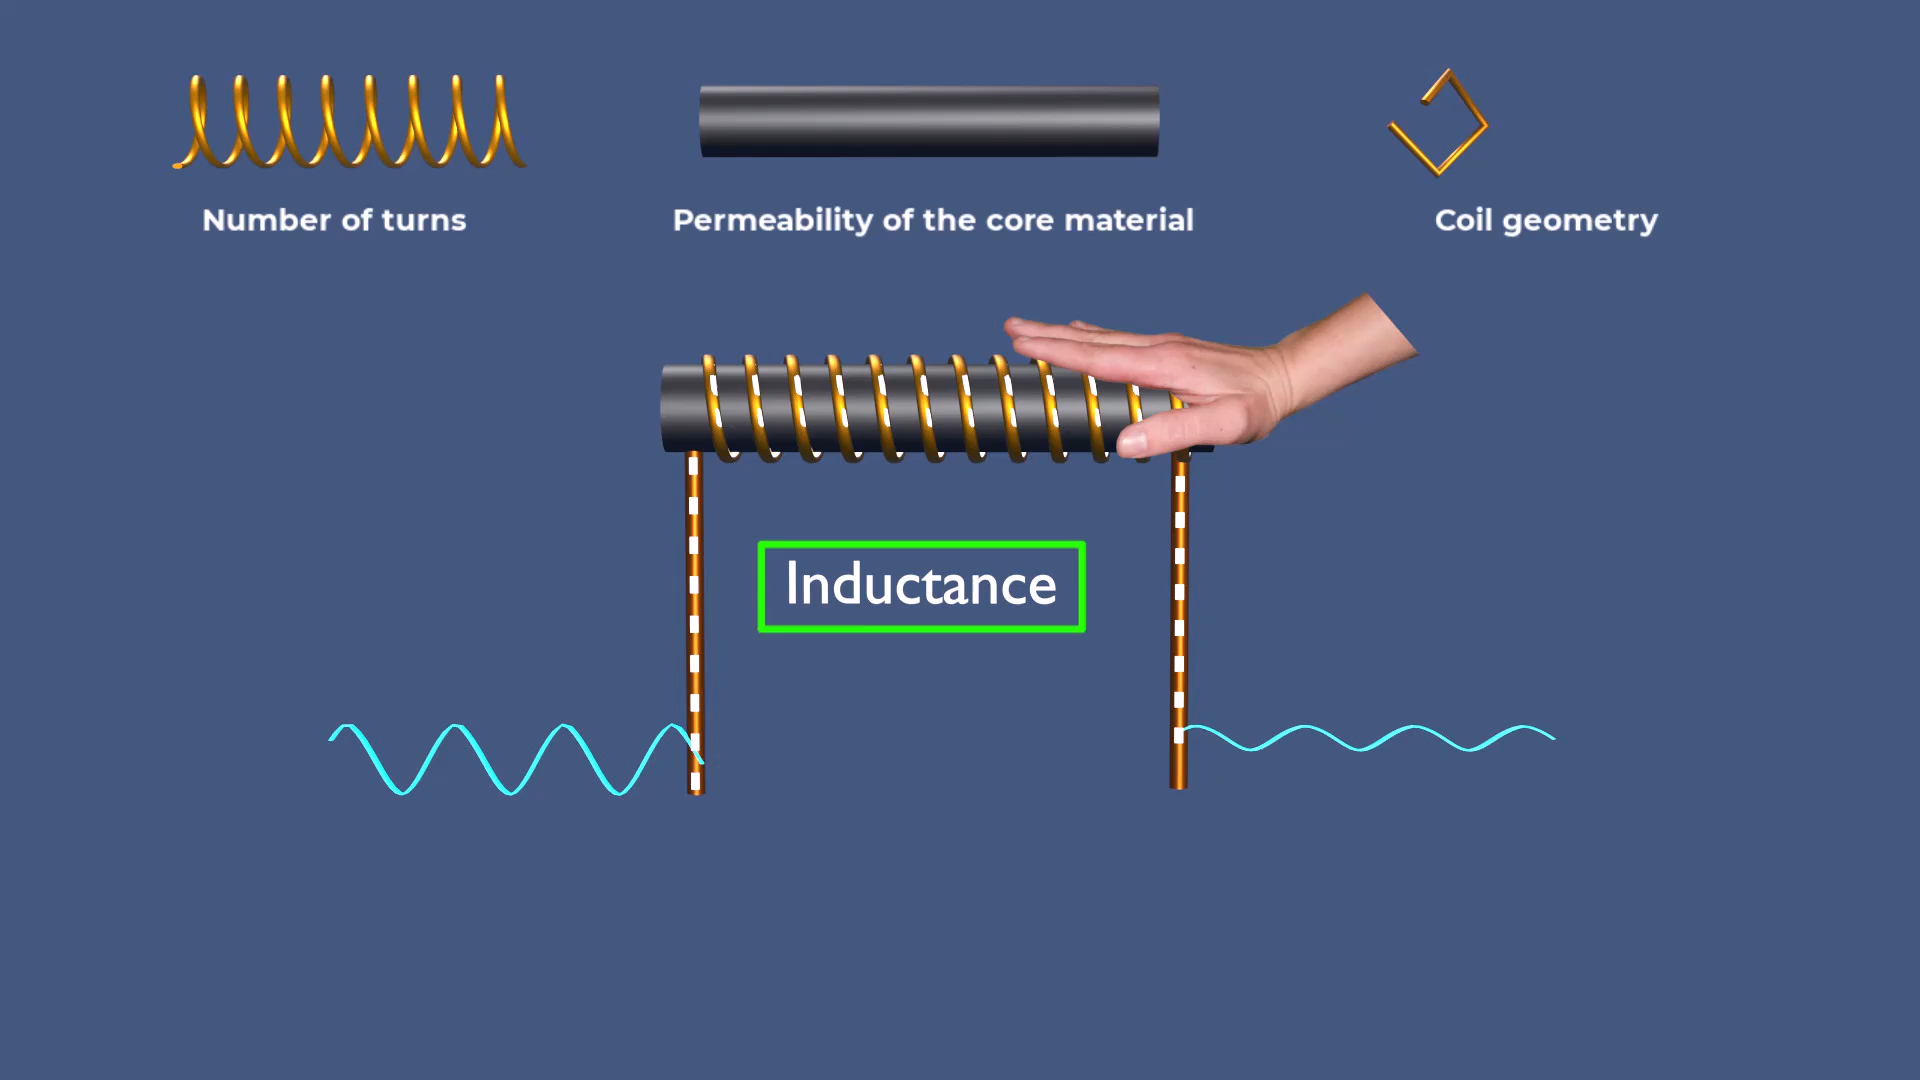 Number of turns
Permeability of the core material
Coil geometry
Inductance